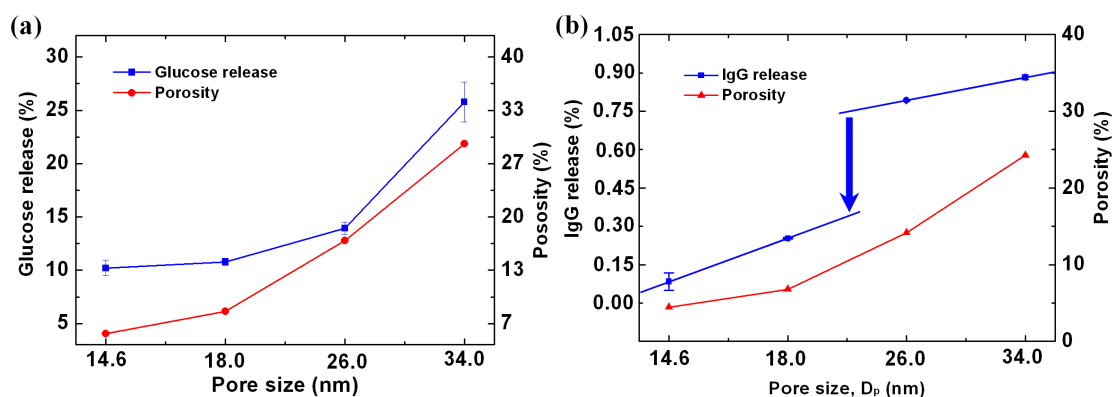 (a)
Glucose release (%)
30
25
20
15
10
5
Glucose release
Porosity
40
33
27
20
13
7
Pososity (%)
14.6 18.0 26.0 34.0
Pore size (nm)
(b)
IgG release (%)
1.05
0.90
0.75
0.60
0.45
0.30
0.15
0.00
IgG release
Porosity
40
30
20
10
0
Porosity (%)
14.6 18.0 26.0 34.0
Pore size, Dₚ (nm)